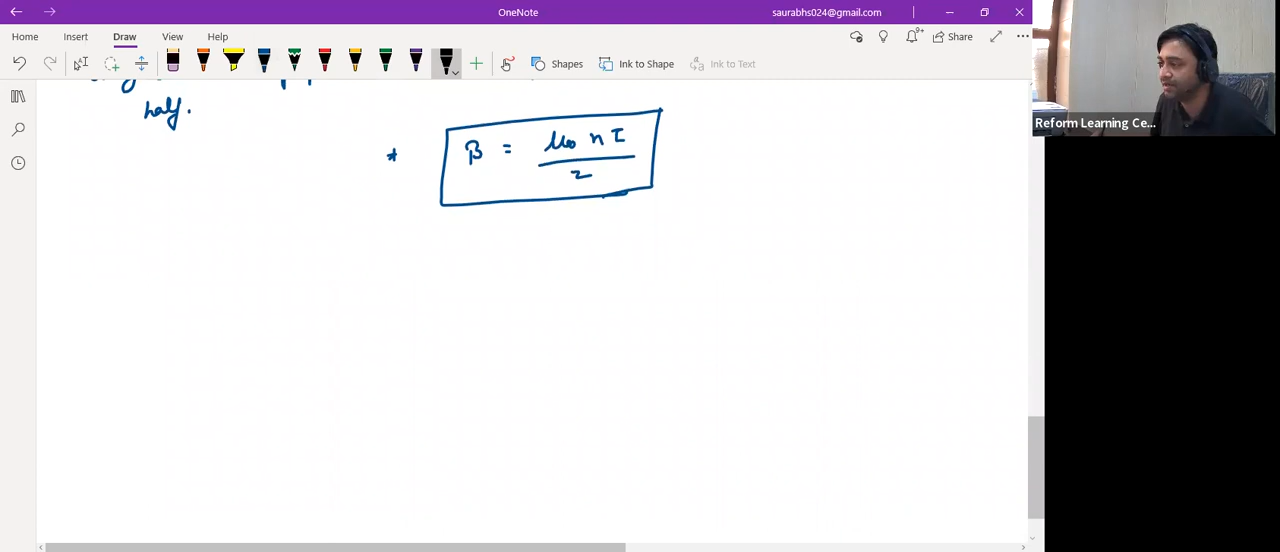 OneNote
saurabhs024@gmail.com
Home Insert Draw View Help
9+
Share
Shapes Ink to Shape Ink to Text
half.
* B = μ₀ n I / 2
Reform Learning Ce...